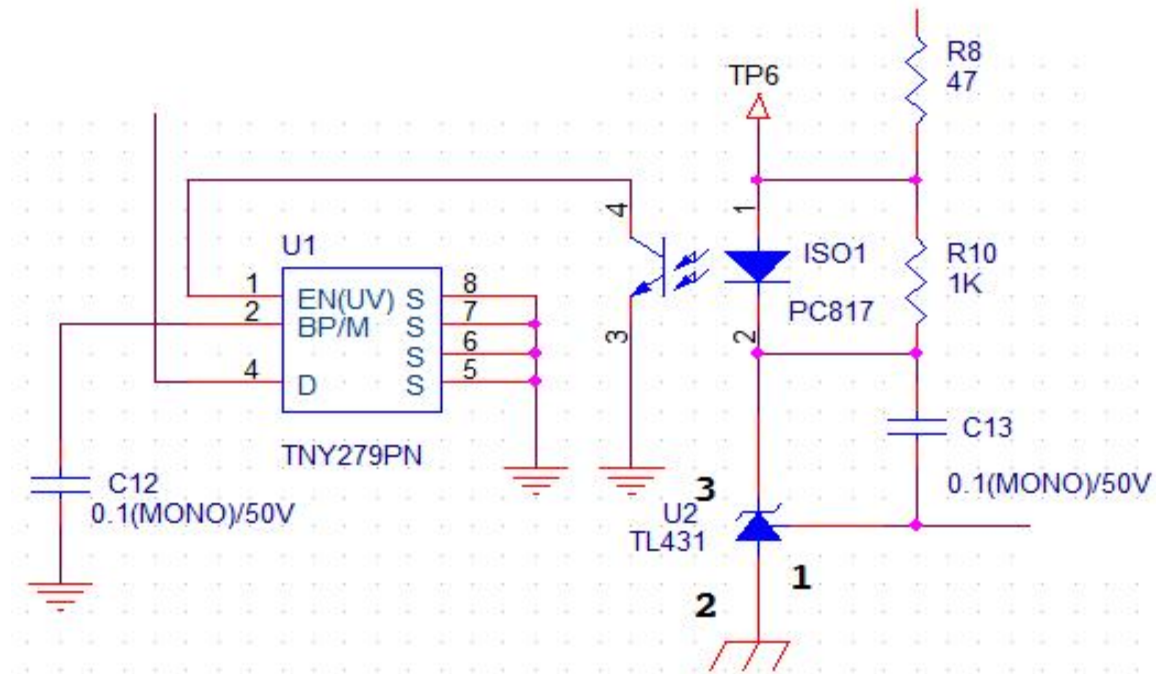 R8
47
TP6
4
1
U1
ISO1
R10
1K
1
EN(UV)
S
8
2
BP/M
S
7
PC817
3
2
S
6
4
D
S
5
TNY279PN
C13
C12
0.1(MONO)/50V
0.1(MONO)/50V
3
U2
TL431
1
2